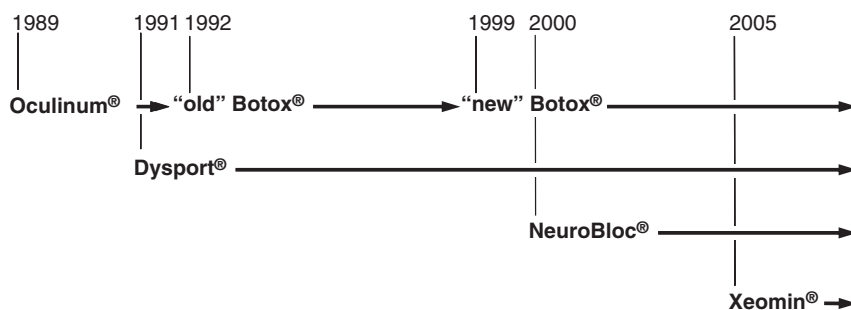 1989 1991 1992 1999 2000 2005
Oculinum® “old” Botox® “new” Botox®
Dysport®
NeuroBloc®
Xeomin®